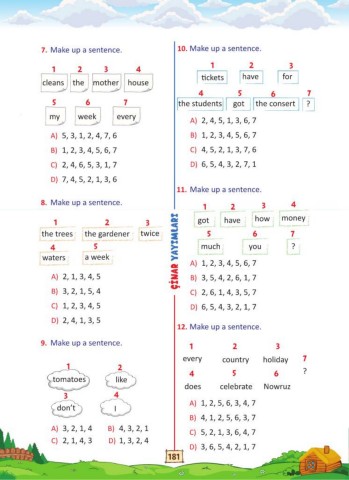 7. Make up a sentence.
1 2 3 4
cleans the mother house
5 6 7
my week every
A) 5, 3, 1, 2, 4, 7, 6
B) 1, 2, 3, 4, 5, 6, 7
C) 2, 4, 6, 5, 3, 1, 7
D) 7, 4, 5, 2, 1, 3, 6
8. Make up a sentence.
1 2 3
the trees the gardener twice
4 5
waters a week
A) 2, 1, 3, 4, 5
B) 3, 2, 1, 5, 4
C) 1, 2, 3, 4, 5
D) 2, 4, 1, 3, 5
9. Make up a sentence.
1 2
tomatoes like
3 4
don't I
A) 3, 2, 1, 4 B) 4, 3, 2, 1
C) 2, 1, 4, 3 D) 1, 3, 2, 4
ÇİNAR YAYIMLARI
10. Make up a sentence.
1 2 3
tickets have for
4 5 6 7
the students got the consert ?
A) 2, 4, 5, 1, 3, 6, 7
B) 1, 2, 3, 4, 5, 6, 7
C) 4, 5, 2, 1, 3, 7, 6
D) 6, 5, 4, 3, 2, 7, 1
11. Make up a sentence.
1 2 3 4
got have how money
5 6 7
much you ?
A) 1, 2, 3, 4, 5, 6, 7
B) 3, 5, 4, 2, 6, 1, 7
C) 2, 6, 1, 4, 3, 5, 7
D) 6, 5, 4, 3, 2, 1, 7
12. Make up a sentence.
1 2 3
every country holiday 7
4 5 6 ?
does celebrate Nowruz
A) 1, 2, 5, 6, 3, 4, 7
B) 4, 1, 2, 5, 6, 3, 7
C) 5, 2, 1, 3, 6, 4, 7
D) 3, 6, 5, 4, 2, 1, 7
181